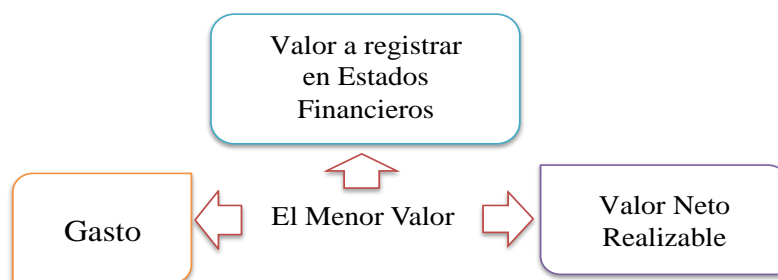 Valor a registrar
en Estados
Financieros
Gasto
El Menor Valor
Valor Neto
Realizable